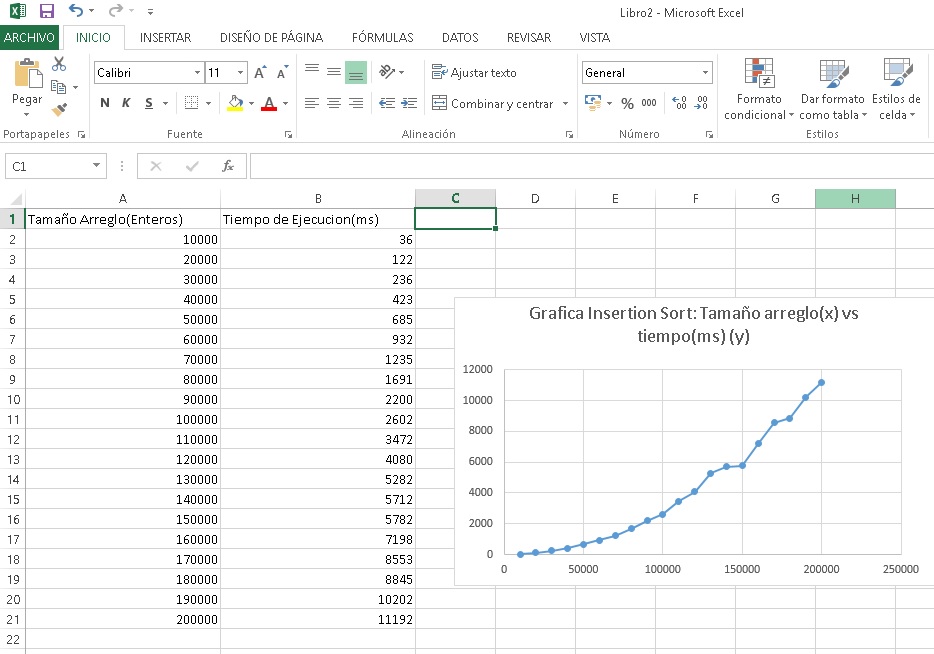 Libro2 - Microsoft Excel
ARCHIVO INICIO INSERTAR DISEÑO DE PÁGINA FÓRMULAS DATOS REVISAR VISTA
Pegar
Calibri 11 A A
N K S A
Ajustar texto
Combinar y centrar
General
% 000
Formato condicional
Dar formato como tabla
Estilos de celda
Portapapeles Fuente Alineación Número Estilos
C1 fx
A B C D E F G H
1 Tamaño Arreglo(Enteros) Tiempo de Ejecucion(ms)
2 10000 36
3 20000 122
4 30000 236
5 40000 423
6 50000 685
7 60000 932
8 70000 1235
9 80000 1691
10 90000 2200
11 100000 2602
12 110000 3472
13 120000 4080
14 130000 5282
15 140000 5712
16 150000 5782
17 160000 7198
18 170000 8553
19 180000 8845
20 190000 10202
21 200000 11192
22
Grafica Insertion Sort: Tamaño arreglo(x) vs
tiempo(ms) (y)
12000
10000
8000
6000
4000
2000
0
0 50000 100000 150000 200000 250000